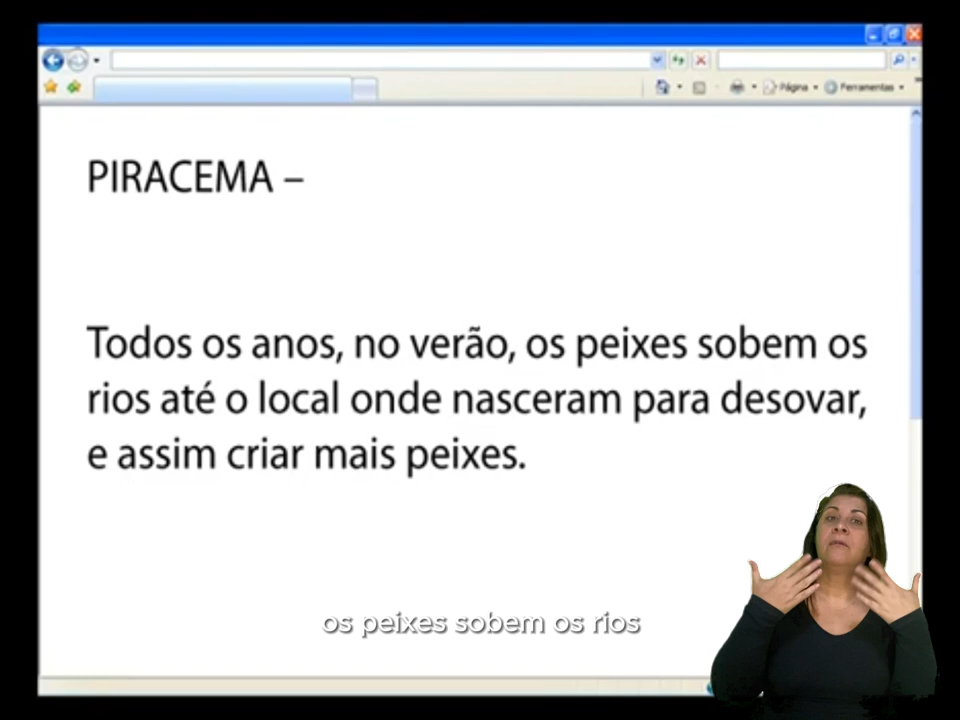 Página
Ferramentas
PIRACEMA –
Todos os anos, no verão, os peixes sobem os
rios até o local onde nasceram para desovar,
e assim criar mais peixes.
os peixes sobem os rios